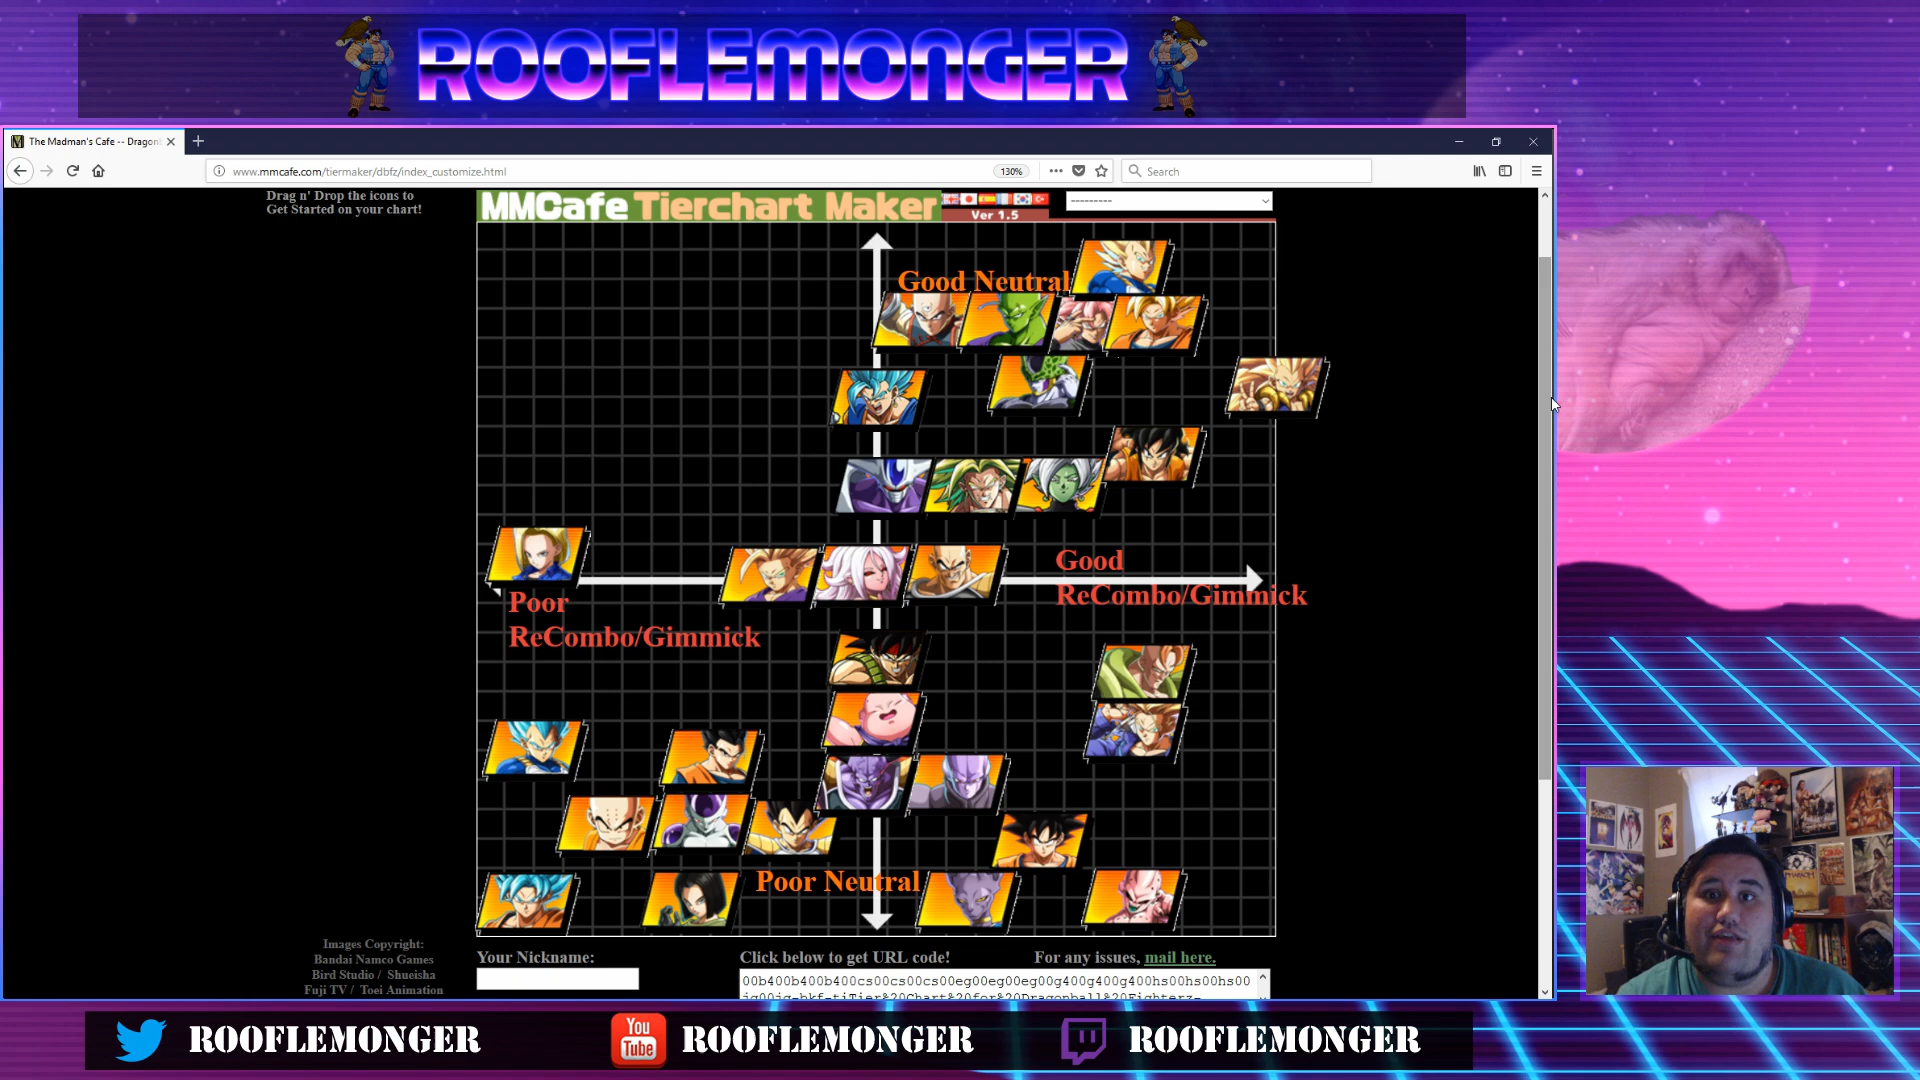 ROOFLEMONGER
The Madman's Cafe -- Dragonb
www.mmcafe.com/tiermaker/dbfz/index_customize.html
130%
Search
Drag n' Drop the icons to
Get Started on your chart!
MMCafe Tierchart Maker
Ver 1.5
---------
Good Neutral
Good
ReCombo/Gimmick
Poor
ReCombo/Gimmick
Poor Neutral
Images Copyright:
Bandai Namco Games
Bird Studio / Shueisha
Fuji TV / Toei Animation
Your Nickname:
Click below to get URL code!
For any issues, mail here.
00b400b400b400cs00cs00cs00eg00eg00eg00g400g400g400hs00hs00hs00
ROOFLEMONGER
You
Tube
ROOFLEMONGER
ROOFLEMONGER